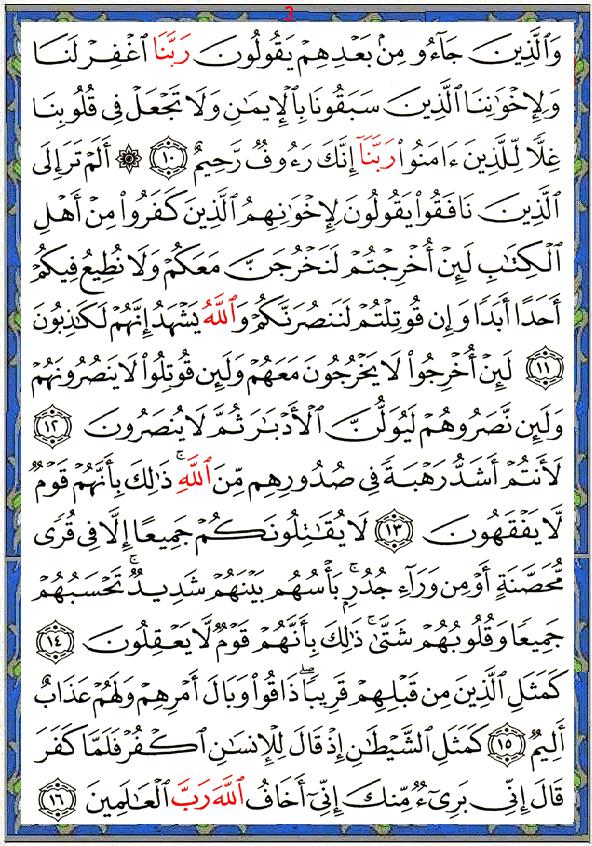 3
وَٱلَّذِينَ جَآءُو مِنۢ بَعۡدِهِمۡ يَقُولُونَ رَبَّنَا ٱغۡفِرۡ لَنَا
وَلِإِخۡوَٰنِنَا ٱلَّذِينَ سَبَقُونَا بِٱلۡإِيمَٰنِ وَلَا تَجۡعَلۡ فِي قُلُوبِنَا
غِلّٗا لِّلَّذِينَ ءَامَنُواْ رَبَّنَآ إِنَّكَ رَءُوفٞ رَّحِيمٌ ١٠ ۞ أَلَمۡ تَرَ إِلَى
ٱلَّذِينَ نَافَقُواْ يَقُولُونَ لِإِخۡوَٰنِهِمُ ٱلَّذِينَ كَفَرُواْ مِنۡ أَهۡلِ
ٱلۡكِتَٰبِ لَئِنۡ أُخۡرِجۡتُمۡ لَنَخۡرُجَنَّ مَعَكُمۡ وَلَا نُطِيعُ فِيكُمۡ
أَحَدًا أَبَدٗا وَإِن قُوتِلۡتُمۡ لَنَنصُرَنَّكُمۡ وَٱللَّهُ يَشۡهَدُ إِنَّهُمۡ لَكَٰذِبُونَ
١١ لَئِنۡ أُخۡرِجُواْ لَا يَخۡرُجُونَ مَعَهُمۡ وَلَئِن قُوتِلُواْ لَا يَنصُرُونَهُمۡ
وَلَئِن نَّصَرُوهُمۡ لَيُوَلُّنَّ ٱلۡأَدۡبَٰرَ ثُمَّ لَا يُنصَرُونَ ١٢
لَأَنتُمۡ أَشَدُّ رَهۡبَةٗ فِي صُدُورِهِم مِّنَ ٱللَّهِۚ ذَٰلِكَ بِأَنَّهُمۡ قَوۡمٞ
لَّا يَفۡقَهُونَ ١٣ لَا يُقَٰتِلُونَكُمۡ جَمِيعًا إِلَّا فِي قُرٗى
مُّحَصَّنَةٍ أَوۡ مِن وَرَآءِ جُدُرِۭۚ بَأۡسُهُم بَيۡنَهُمۡ شَدِيدٞۚ تَحۡسَبُهُمۡ
جَمِيعٗا وَقُلُوبُهُمۡ شَتَّىٰۚ ذَٰلِكَ بِأَنَّهُمۡ قَوۡمٞ لَّا يَعۡقِلُونَ ١٤
كَمَثَلِ ٱلَّذِينَ مِن قَبۡلِهِمۡ قَرِيبٗاۖ ذَاقُواْ وَبَالَ أَمۡرِهِمۡ وَلَهُمۡ عَذَابٌ
أَلِيمٞ ١٥ كَمَثَلِ ٱلشَّيۡطَٰنِ إِذۡ قَالَ لِلۡإِنسَٰنِ ٱكۡفُرۡ فَلَمَّا كَفَرَ
قَالَ إِنِّي بَرِيٓءٞ مِّنكَ إِنِّيٓ أَخَافُ ٱللَّهَ رَبَّ ٱلۡعَٰلَمِينَ ١٦